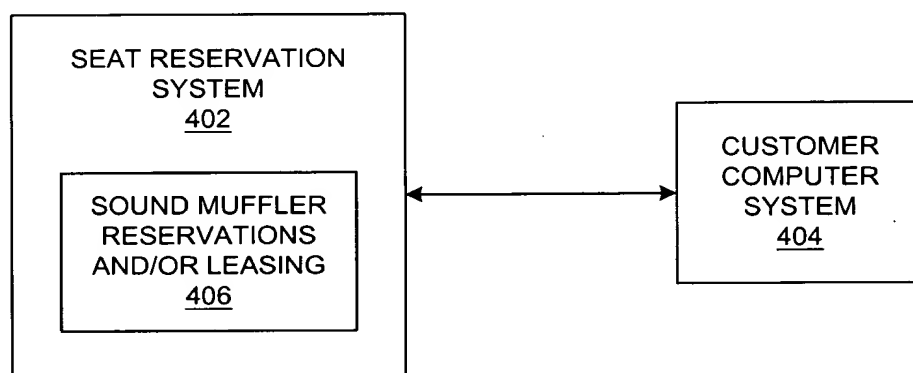 SEAT RESERVATION
SYSTEM
402
SOUND MUFFLER
RESERVATIONS
AND/OR LEASING
406
CUSTOMER
COMPUTER
SYSTEM
404